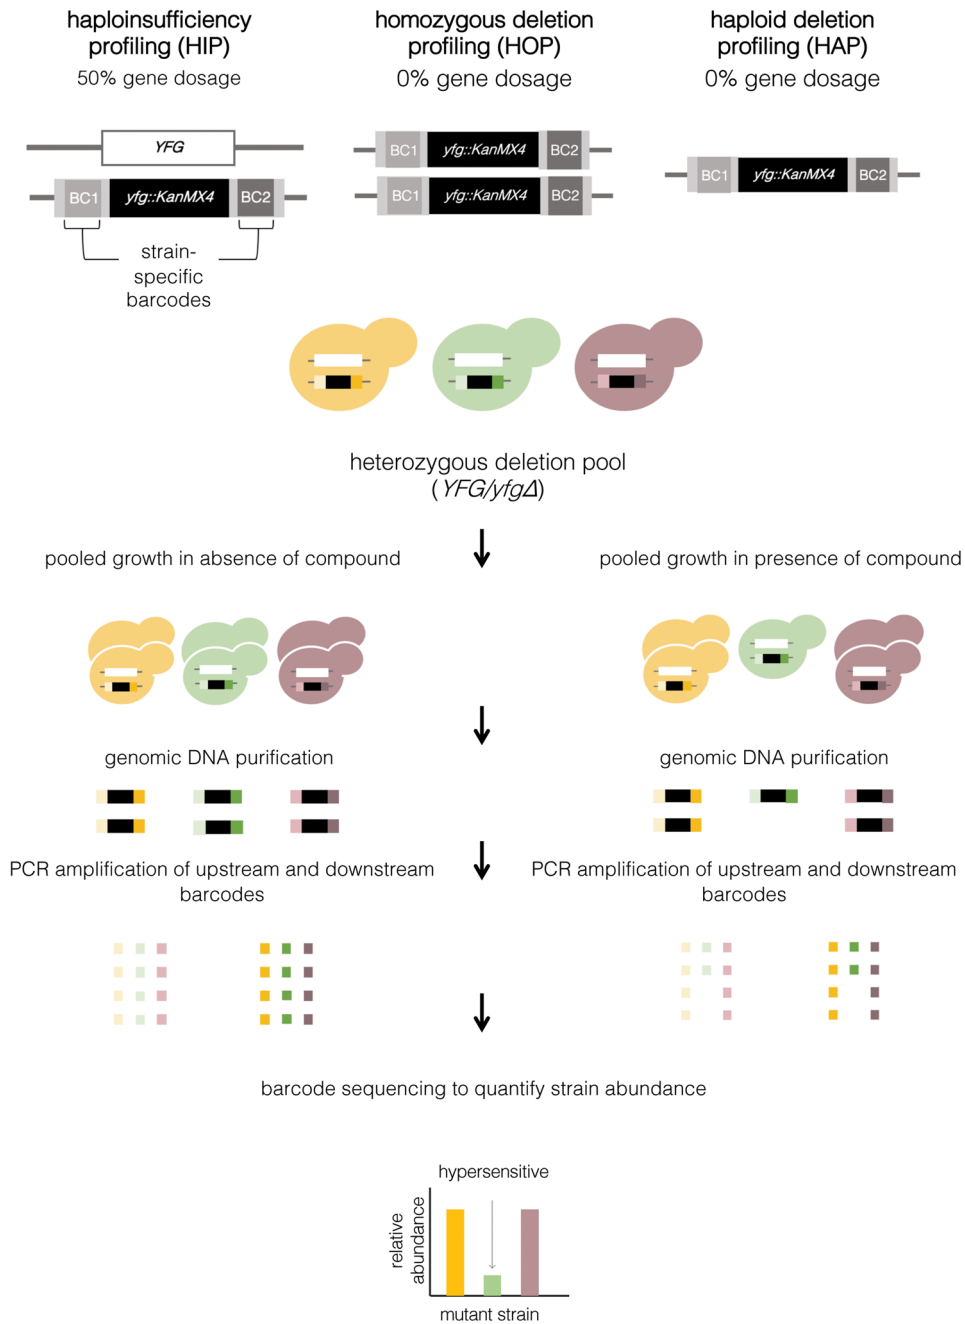 haploinsufficiency
profiling (HIP)
50% gene dosage
homozygous deletion
profiling (HOP)
0% gene dosage
haploid deletion
profiling (HAP)
0% gene dosage
YFG
BC1
yfg::KanMX4
BC2
strain-
specific
barcodes
BC1
yfg::KanMX4
BC2
BC1
yfg::KanMX4
BC2
BC1
yfg::KanMX4
BC2
heterozygous deletion pool
(YFG/yfgΔ)
pooled growth in absence of compound
pooled growth in presence of compound
genomic DNA purification
genomic DNA purification
PCR amplification of upstream and downstream
barcodes
PCR amplification of upstream and downstream
barcodes
barcode sequencing to quantify strain abundance
hypersensitive
relative
abundance
mutant strain